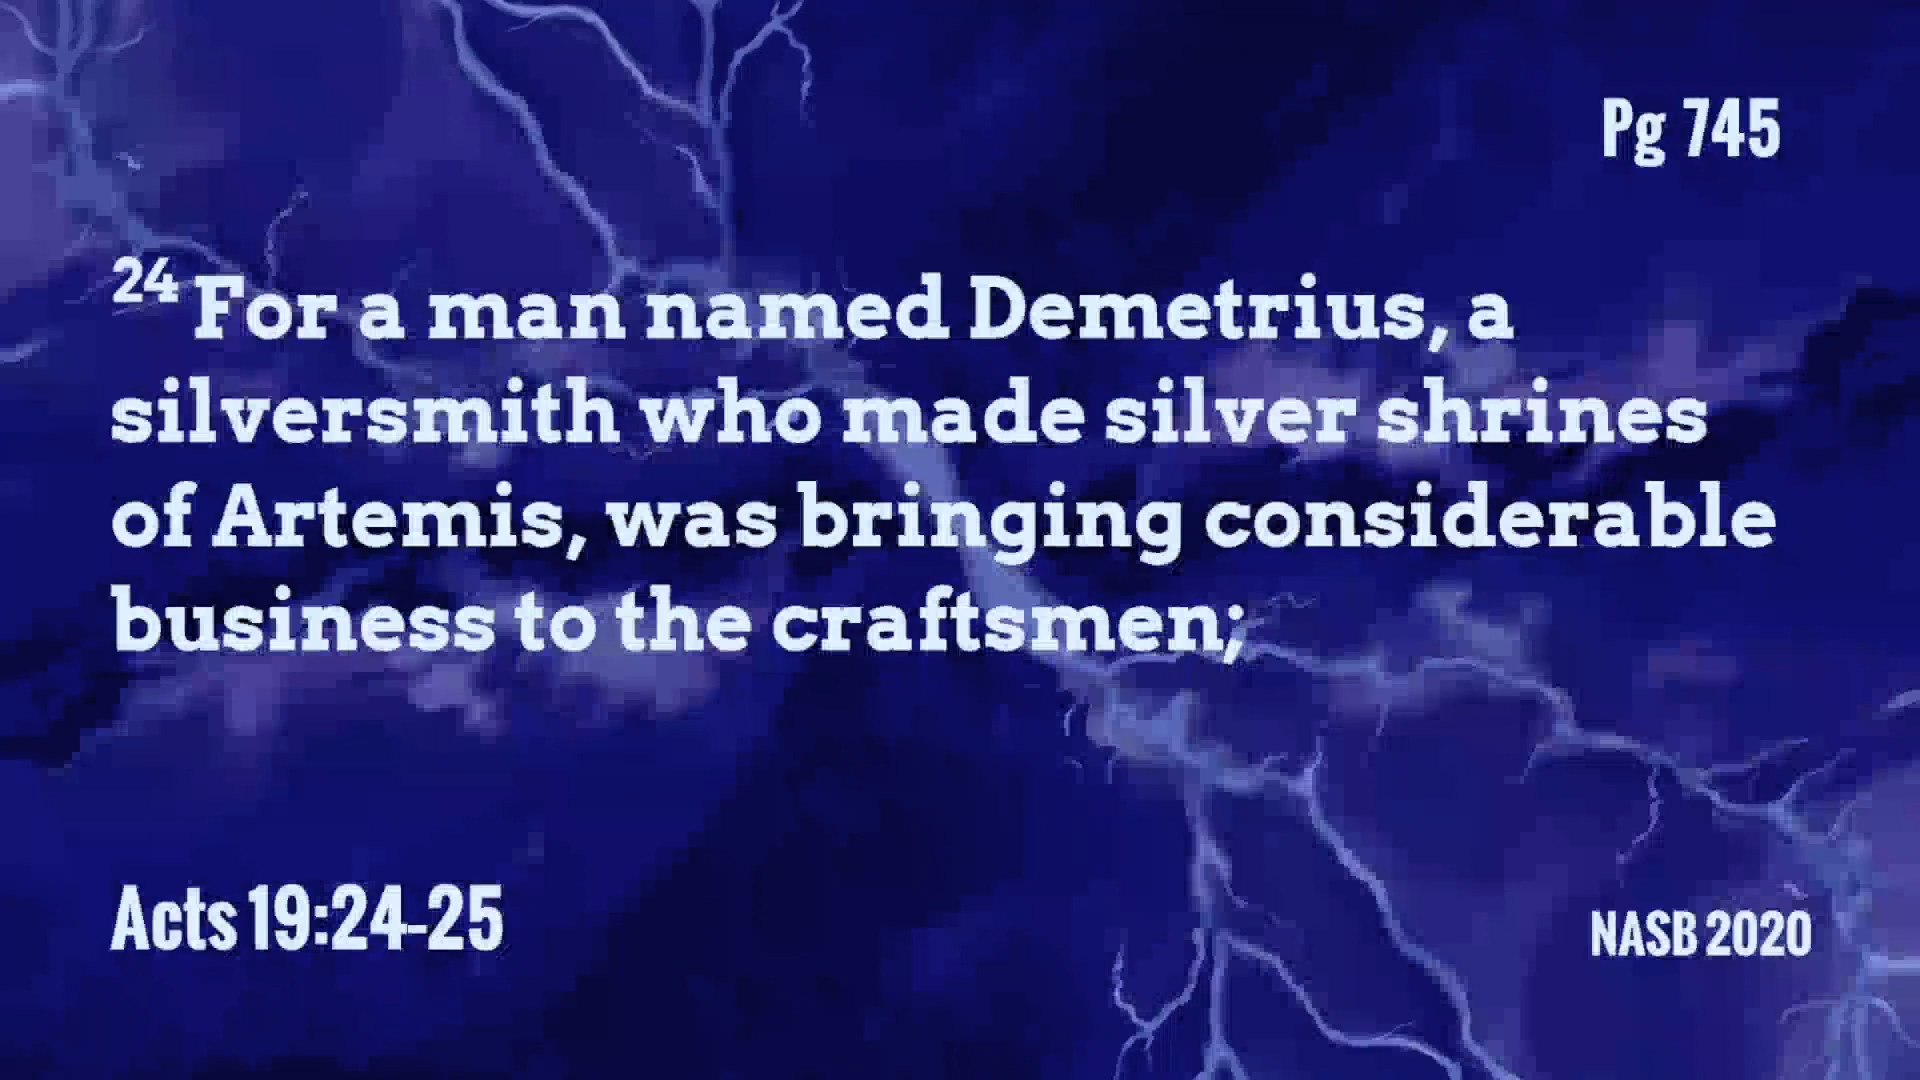 Pg 745
24 For a man named Demetrius, a
silversmith who made silver shrines
of Artemis, was bringing considerable
business to the craftsmen;
Acts 19:24-25
NASB 2020